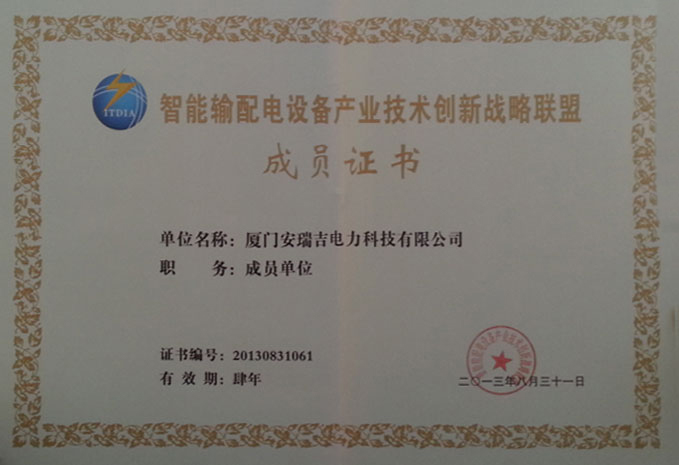 ITDIA
智能输配电设备产业技术创新战略联盟
成员证书
单位名称：厦门安瑞吉电力科技有限公司
职　　务：成员单位
证书编号：20130831061
有 效 期：肆年
二〇一三年八月三十一日